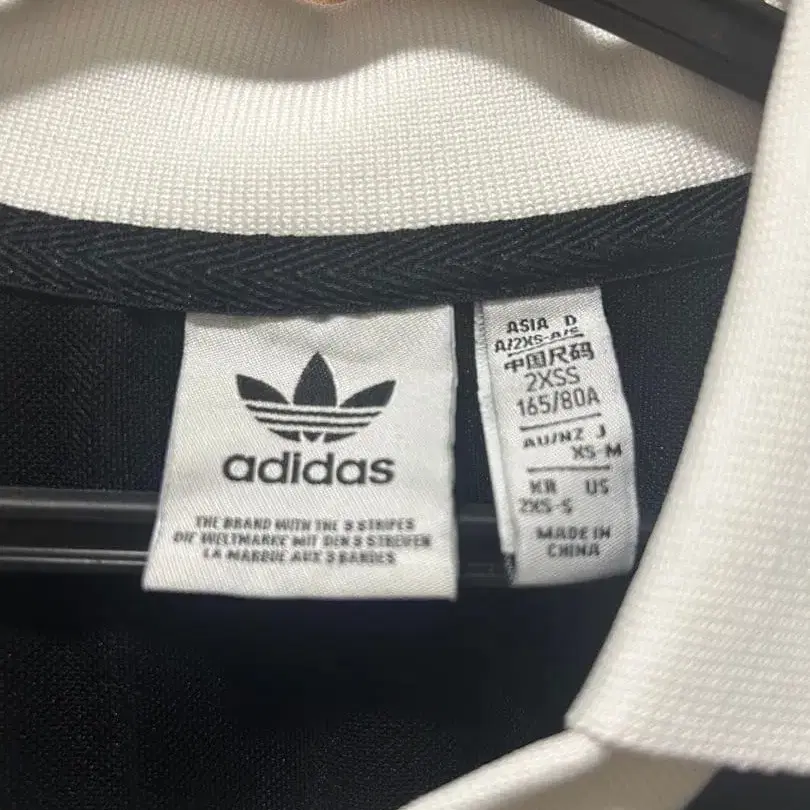 adidas
THE BRAND WITH THE 3 STRIPES
DIE WELTMARKE MIT DEN 3 STREIFEN
LA MARQUE AUX 3 BANDES
ASIA D
A/2XS-A/S
中国尺码
2XSS
165/80A
AU/NZ J
XS-M
KR US
2XS-S
MADE IN
CHINA